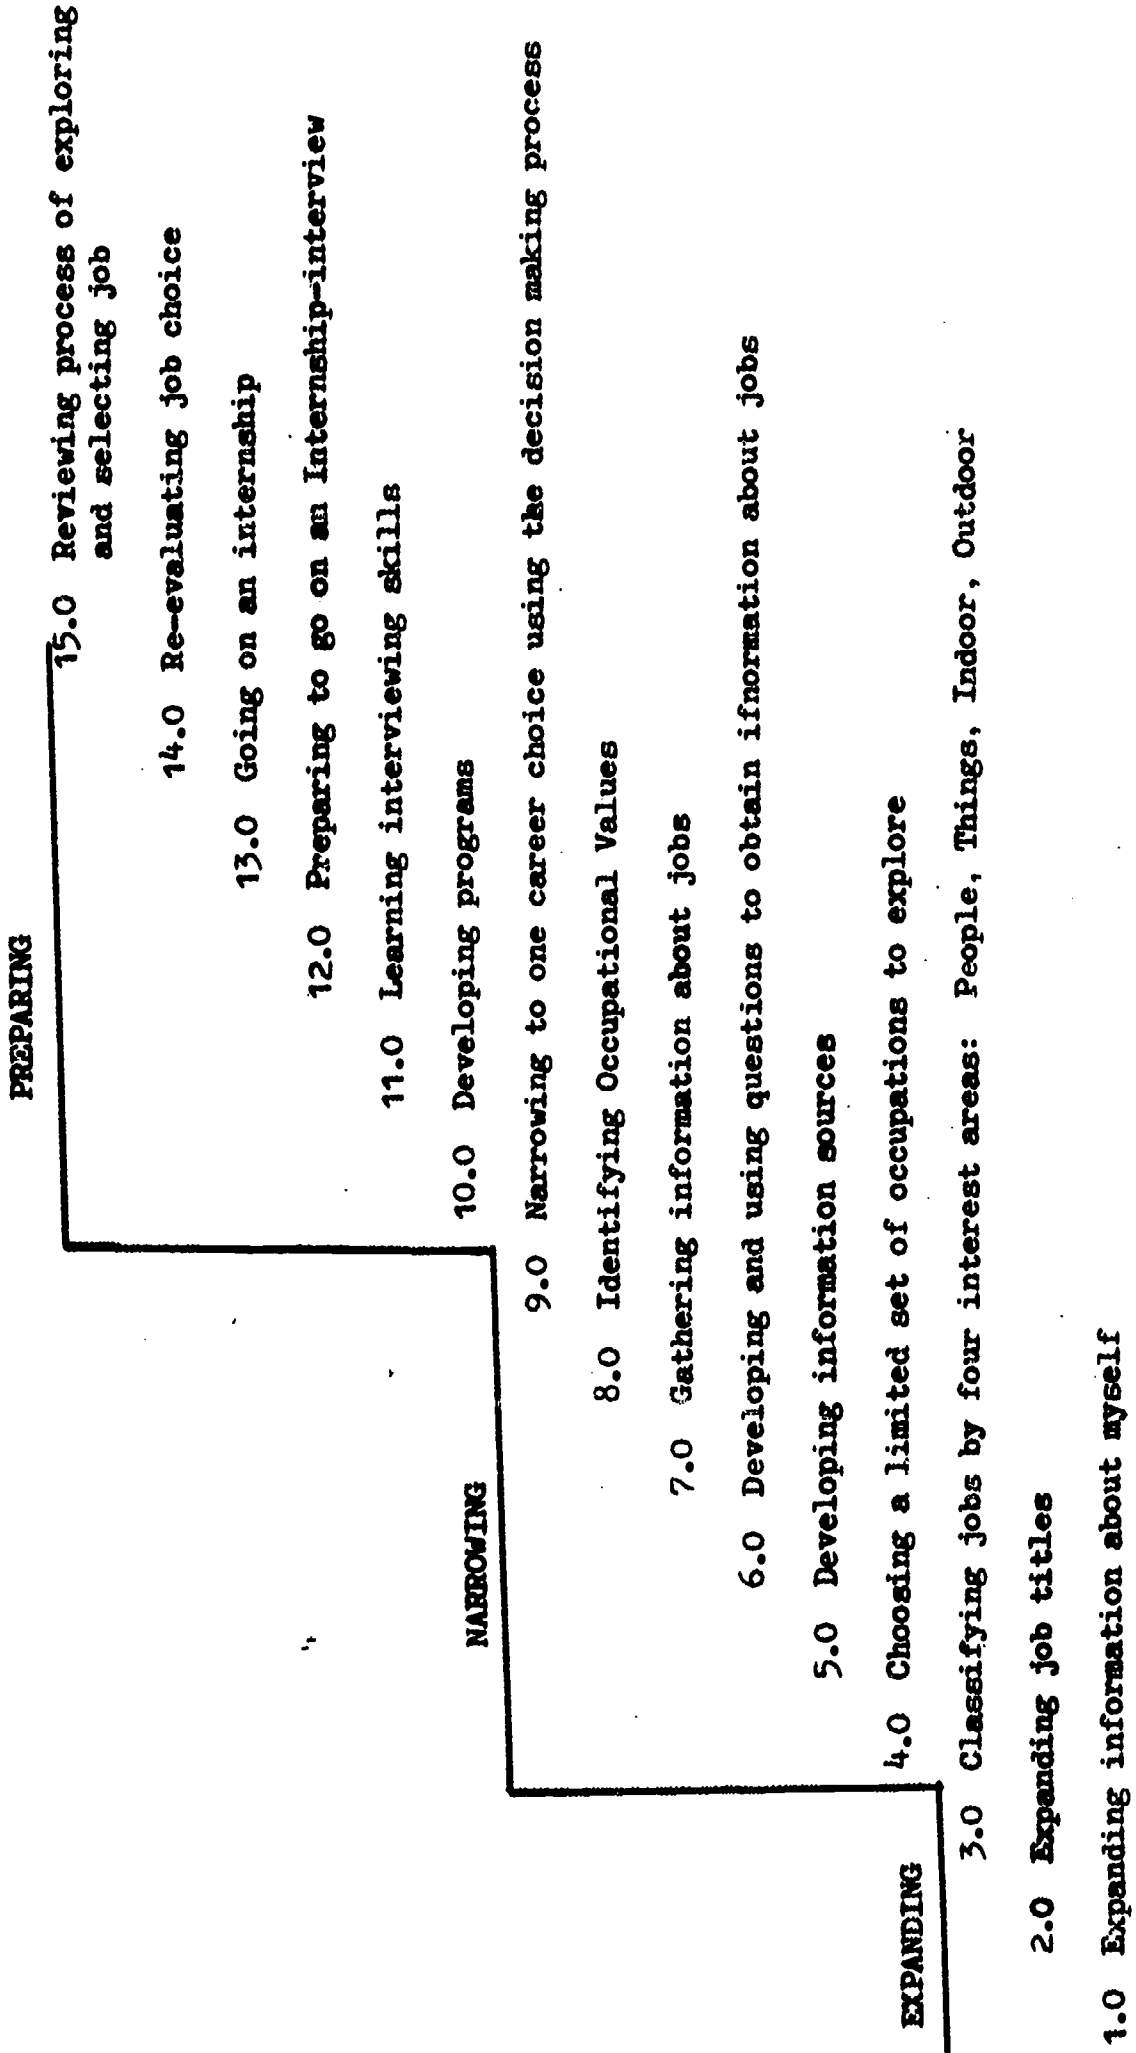 PREPARING
15.0 Reviewing process of exploring
and selecting job
14.0 Re-evaluating job choice
13.0 Going on an internship
12.0 Preparing to go on an Internship-interview
11.0 Learning interviewing skills
10.0 Developing programs
NARROWING
9.0 Narrowing to one career choice using the decision making process
8.0 Identifying Occupational Values
7.0 Gathering information about jobs
6.0 Developing and using questions to obtain ifnormation about jobs
5.0 Developing information sources
4.0 Choosing a limited set of occupations to explore
EXPANDING
3.0 Classifying jobs by four interest areas: People, Things, Indoor, Outdoor
2.0 Expanding job titles
1.0 Expanding information about myself